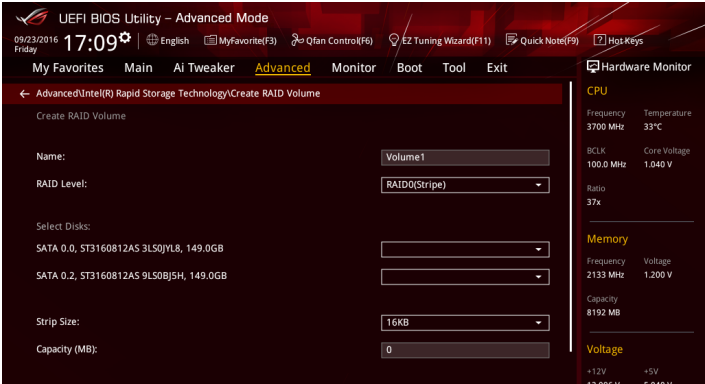 UEFI BIOS Utility – Advanced Mode
09/23/2016 Friday 17:09 English MyFavorite(F3) Qfan Control(F6) EZ Tuning Wizard(F11) Quick Note(F9) ? Hot Keys
My Favorites Main Ai Tweaker Advanced Monitor Boot Tool Exit
← Advanced\Intel(R) Rapid Storage Technology\Create RAID Volume
Create RAID Volume
Name: Volume1
RAID Level: RAID0(Stripe)
Select Disks:
SATA 0.0, ST3160812AS 3LS0JYL8, 149.0GB
SATA 0.2, ST3160812AS 9LS0BJ5H, 149.0GB
Strip Size: 16KB
Capacity (MB): 0
Hardware Monitor
CPU
Frequency Temperature
3700 MHz 33°C
BCLK Core Voltage
100.0 MHz 1.040 V
Ratio
37x
Memory
Frequency Voltage
2133 MHz 1.200 V
Capacity
8192 MB
Voltage
+12V +5V